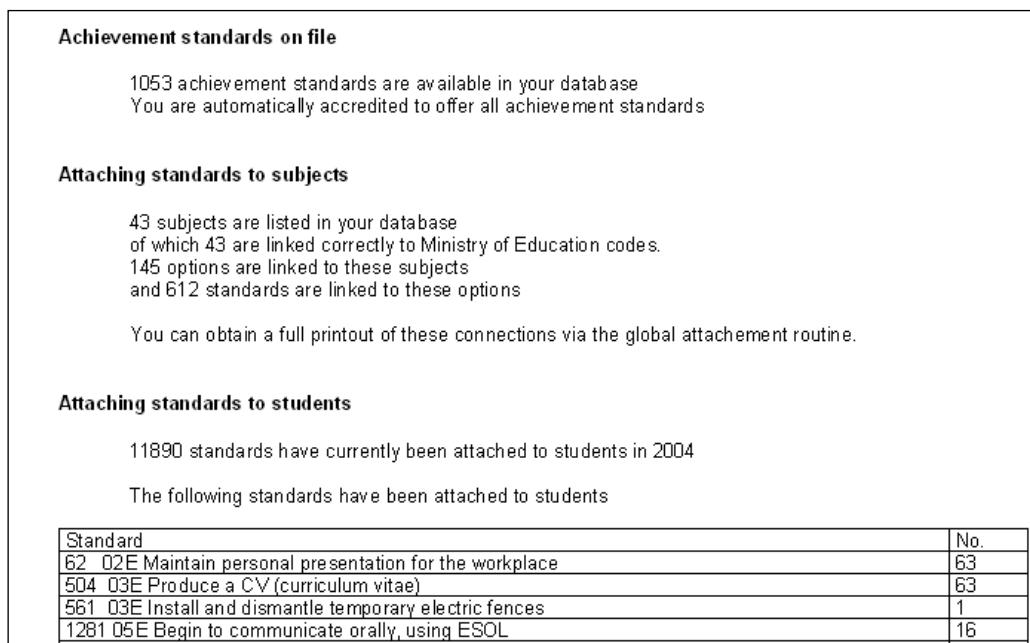 Achievement standards on file
1053 achievement standards are available in your database
You are automatically accredited to offer all achievement standards
Attaching standards to subjects
43 subjects are listed in your database
of which 43 are linked correctly to Ministry of Education codes.
145 options are linked to these subjects
and 612 standards are linked to these options
You can obtain a full printout of these connections via the global attachement routine.
Attaching standards to students
11890 standards have currently been attached to students in 2004
The following standards have been attached to students
Standard No.
62 02E Maintain personal presentation for the workplace 63
504 03E Produce a CV (curriculum vitae) 63
561 03E Install and dismantle temporary electric fences 1
1281 05E Begin to communicate orally, using ESOL 16